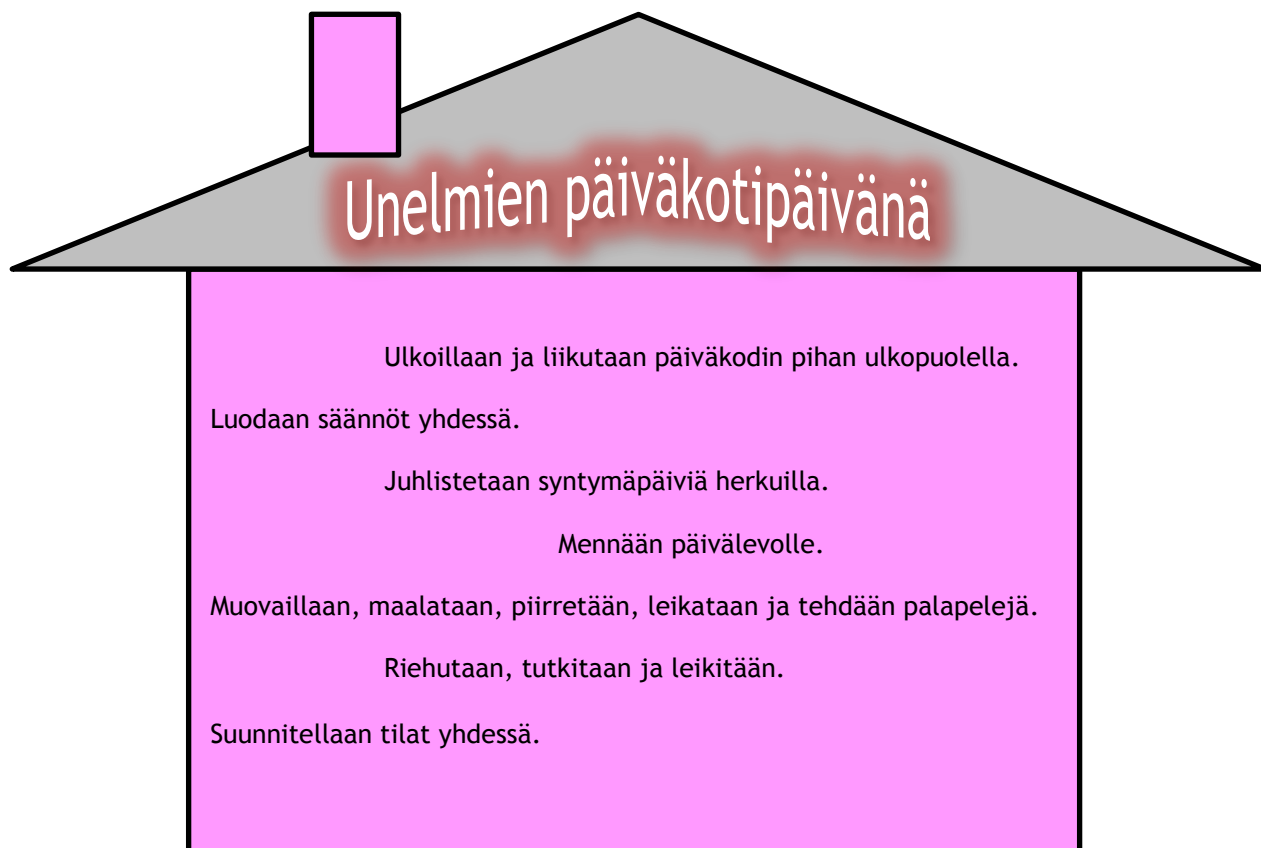 Unelmien päiväkotipäivänä
Ulkoillaan ja liikutaan päiväkodin pihan ulkopuolella.
Luodaan säännöt yhdessä.
Juhlistetaan syntymäpäiviä herkuilla.
Mennään päivälevolle.
Muovaillaan, maalataan, piirretään, leikataan ja tehdään palapelejä.
Riehutaan, tutkitaan ja leikitään.
Suunnitellaan tilat yhdessä.